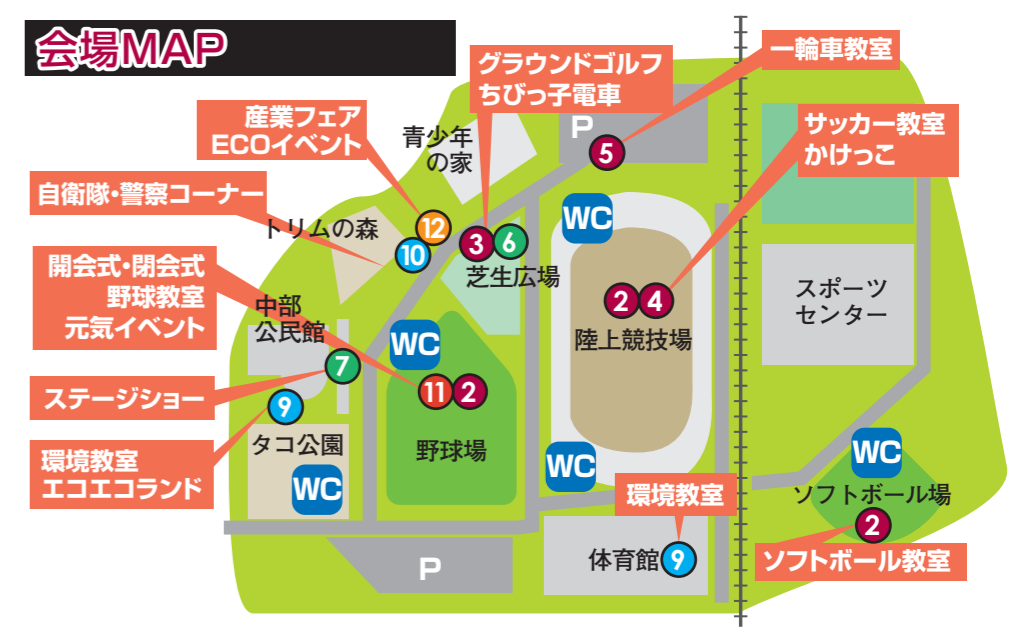 会場MAP
グラウンドゴルフ
ちびっ子電車
一輪車教室
産業フェア
ECOイベント
青少年
の家
P
5
サッカー教室
かけっこ
自衛隊・警察コーナー
トリムの森
12
10
3
6
芝生広場
WC
開会式・閉会式
野球教室
元気イベント
中部
公民館
2
4
陸上競技場
スポーツ
センター
WC
7
ステージショー
9
11
2
タコ公園
野球場
環境教室
エコエコランド
WC
WC
環境教室
WC
ソフトボール場
2
体育館
9
ソフトボール教室
P